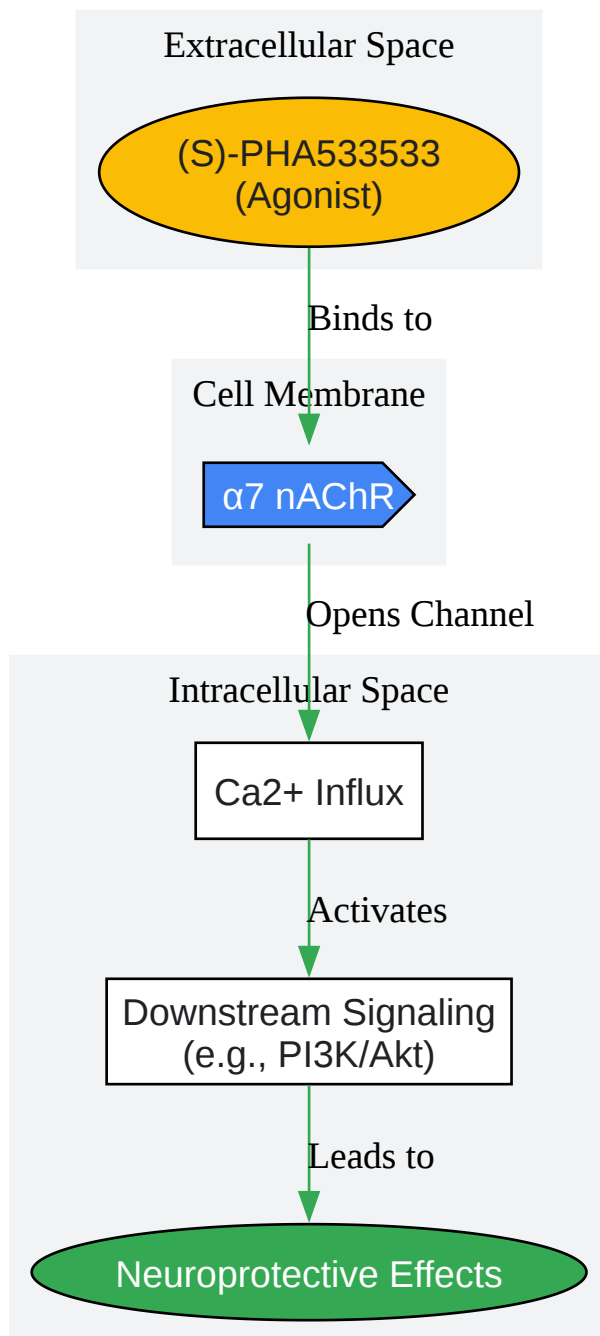 Extracellular Space
(S)-PHA533533
(Agonist)
Binds to
Cell Membrane
α7 nAChR
Opens Channel
Intracellular Space
Ca2+ Influx
Activates
Downstream Signaling
(e.g., PI3K/Akt)
Leads to
Neuroprotective Effects